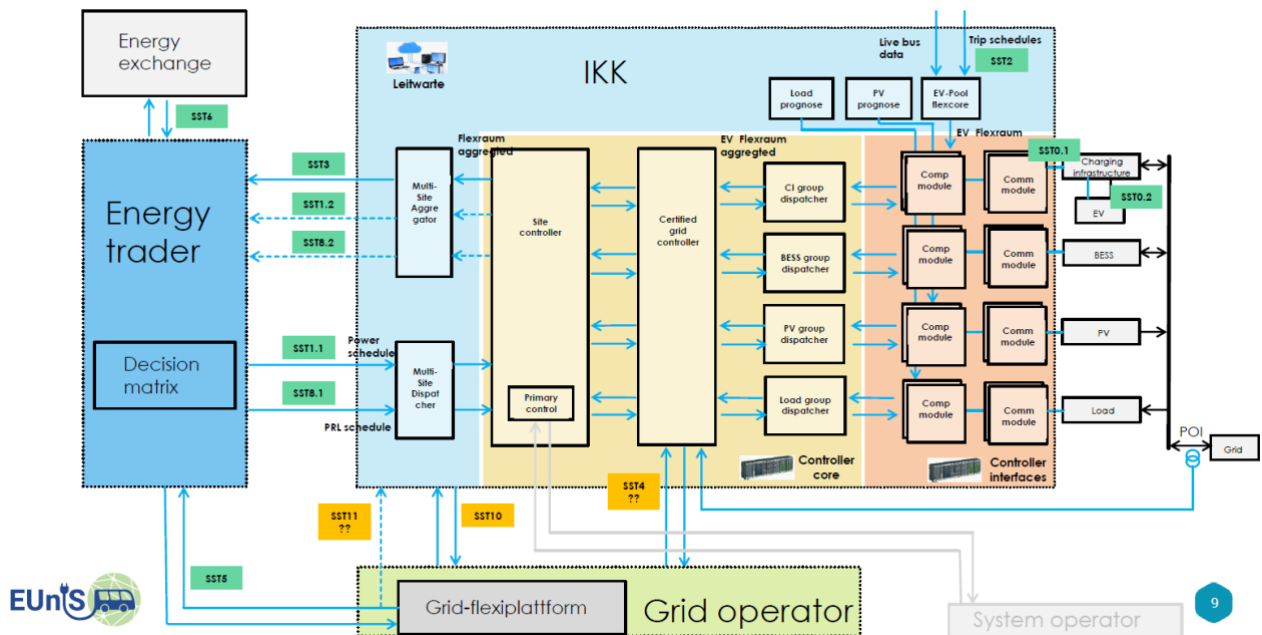 Energy
exchange
SST6
Energy
trader
Decision
matrix
SST3
SST1.2
SST8.2
SST1.1
Power
schedule
SST8.1
PRL schedule
Leitwarte
IKK
Live bus
data
Trip schedules
SST2
Load
prognose
PV
prognose
EV-Pool
flexcore
Flexraum
aggregted
EV Flexraum
aggregted
EV Flexraum
Multi-
Site
Aggre
gator
Multi-
Site
Dispat
cher
Site
controller
Primary
control
Certified
grid
controller
CI group
dispatcher
BESS group
dispatcher
PV group
dispatcher
Load group
dispatcher
Comp
module
Comm
module
Comp
module
Comm
module
Comp
module
Comm
module
Comp
module
Comm
module
SST0.1
Charging
infrastructure
SST0.2
EV
BESS
PV
Load
POI
Grid
Controller
core
Controller
interfaces
SST11
??
SST10
SST4
??
SST5
Grid-flexiplattform
Grid operator
System operator
EUniS
9